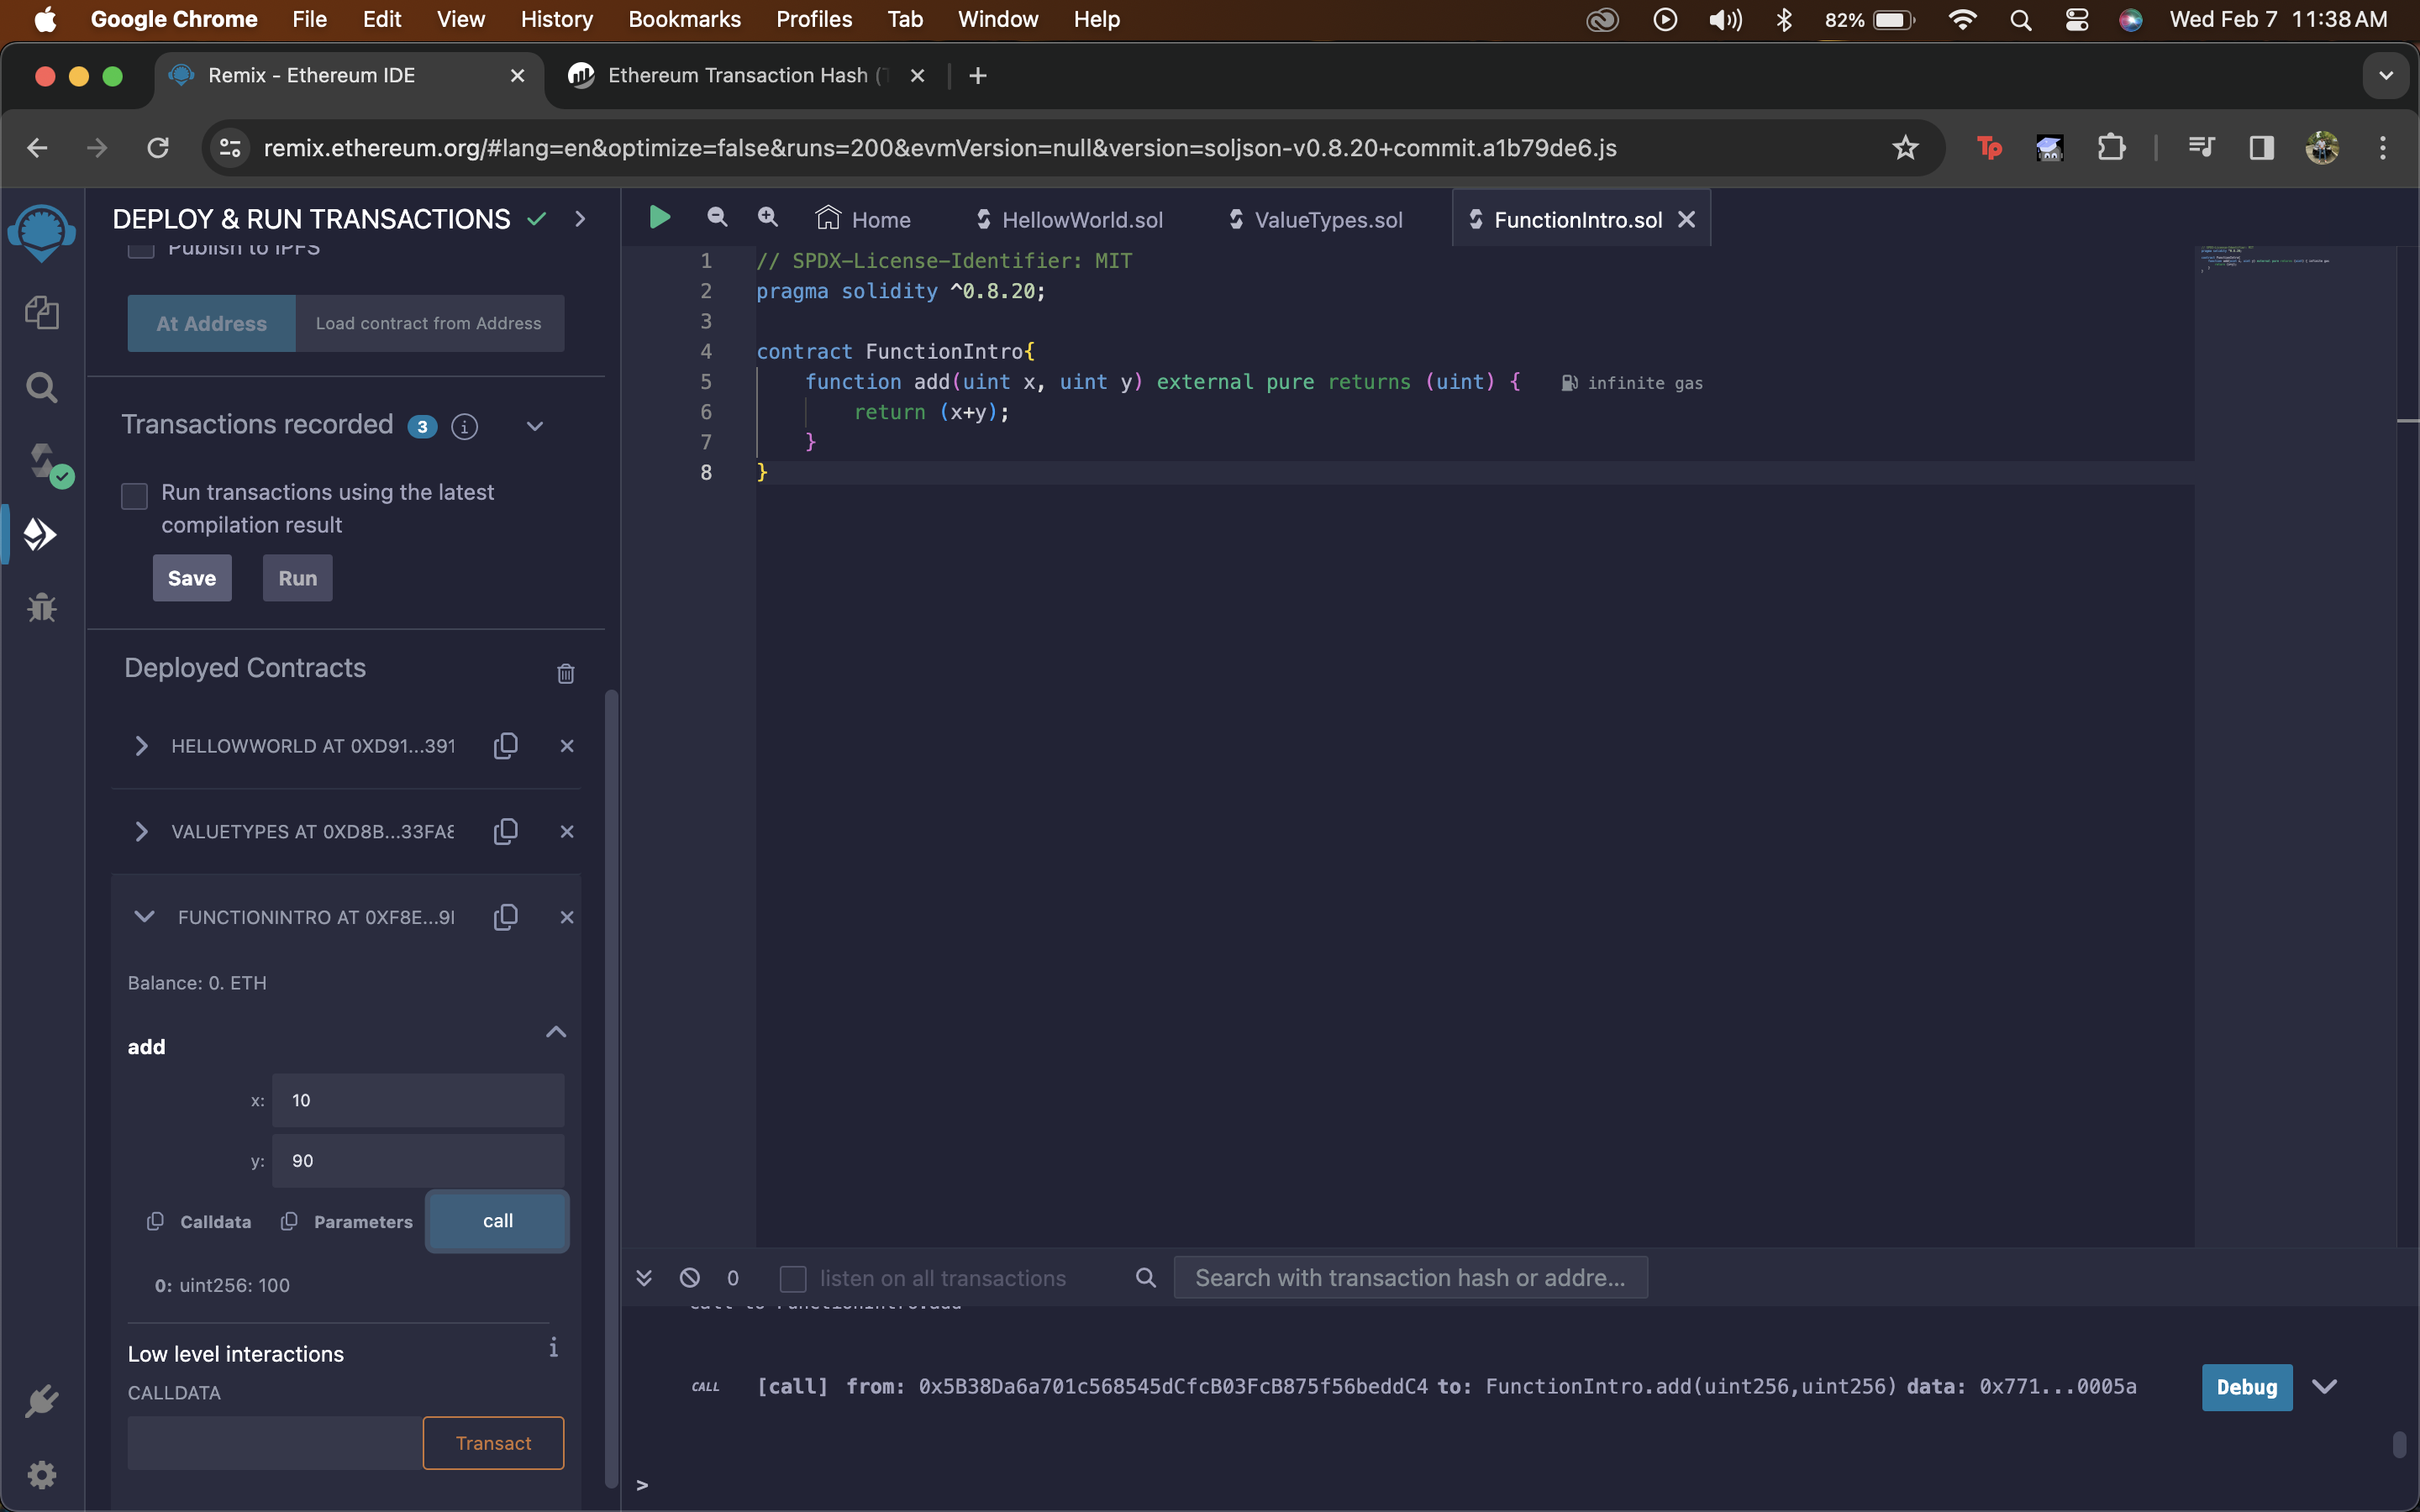 Google Chrome File Edit View History Bookmarks Profiles Tab Window Help 82% Wed Feb 7 11:38 AM
Remix - Ethereum IDE Ethereum Transaction Hash (
remix.ethereum.org/#lang=en&optimize=false&runs=200&evmVersion=null&version=soljson-v0.8.20+commit.a1b79de6.js
DEPLOY & RUN TRANSACTIONS
Publish to IPFS
At Address Load contract from Address
Transactions recorded 3
Run transactions using the latest
compilation result
Save Run
Deployed Contracts
HELLOWWORLD AT 0XD91...391
VALUETYPES AT 0XD8B...33FA8
FUNCTIONINTRO AT 0XF8E...9
Balance: 0. ETH
add
x: 10
y: 90
Calldata Parameters call
0: uint256: 100
Low level interactions
CALLDATA
Transact
Home HellowWorld.sol ValueTypes.sol FunctionIntro.sol
1 // SPDX-License-Identifier: MIT
2 pragma solidity ^0.8.20;
3
4 contract FunctionIntro{
5 function add(uint x, uint y) external pure returns (uint) { infinite gas
6 return (x+y);
7 }
8 }
0 listen on all transactions Search with transaction hash or addre...
call to FunctionIntro.add
CALL [call] from: 0x5B38Da6a701c568545dCfcB03FcB875f56beddC4 to: FunctionIntro.add(uint256,uint256) data: 0x771...0005a Debug
>